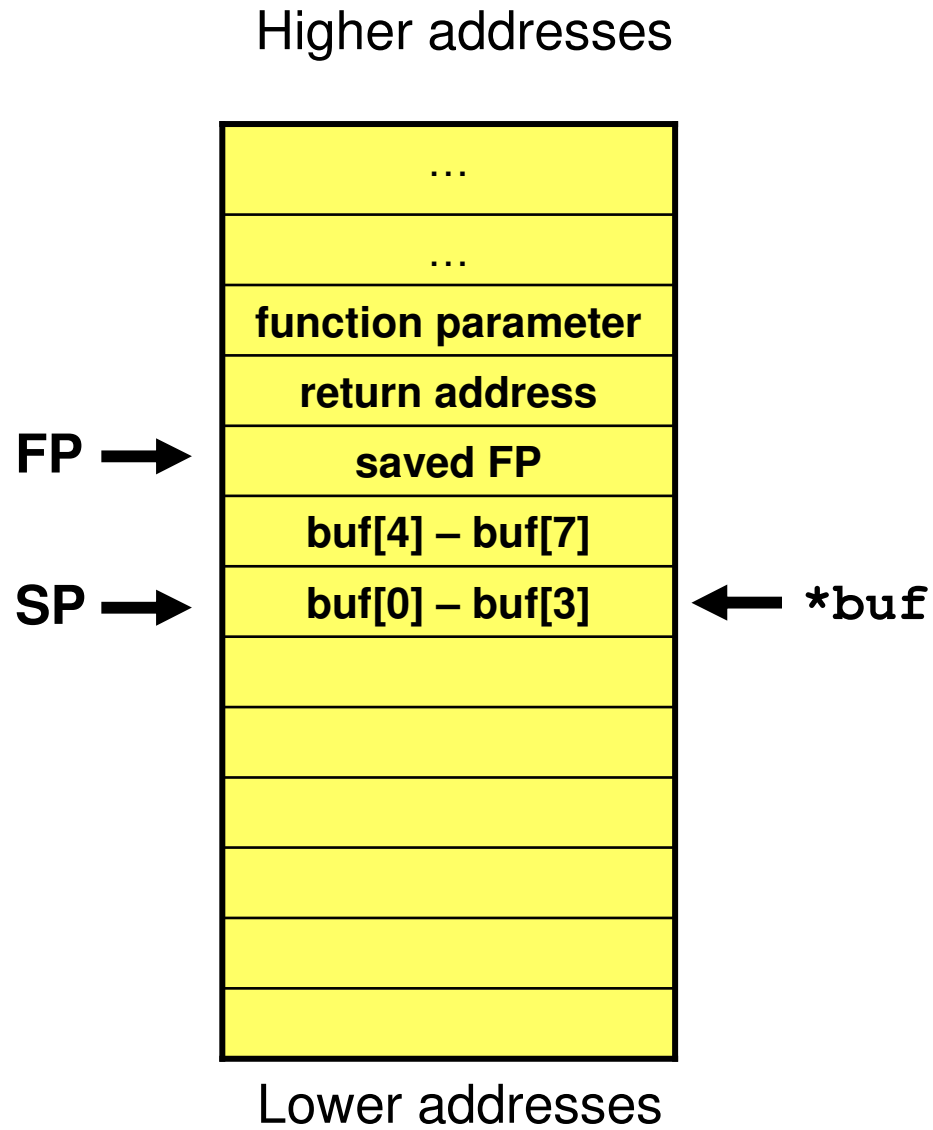 Higher addresses
...
...
function parameter
return address
FP
saved FP
buf[4] – buf[7]
SP
buf[0] – buf[3]
*buf
Lower addresses